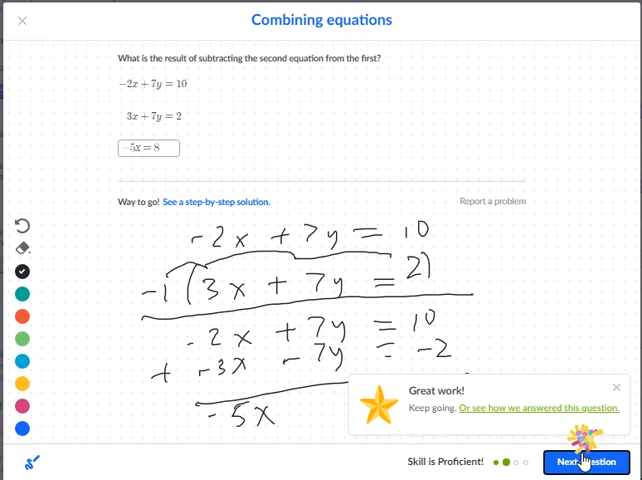 Combining equations
What is the result of subtracting the second equation from the first?
−2x + 7y = 10
3x + 7y = 2
−5x = 8
Way to go! See a step-by-step solution.
Report a problem
-2x + 7y = 10
-1(3x + 7y = 2)
-2x + 7y = 10
+ -3x - 7y = -2
-5x
Great work!
Keep going. Or see how we answered this question.
Skill is Proficient!
Next